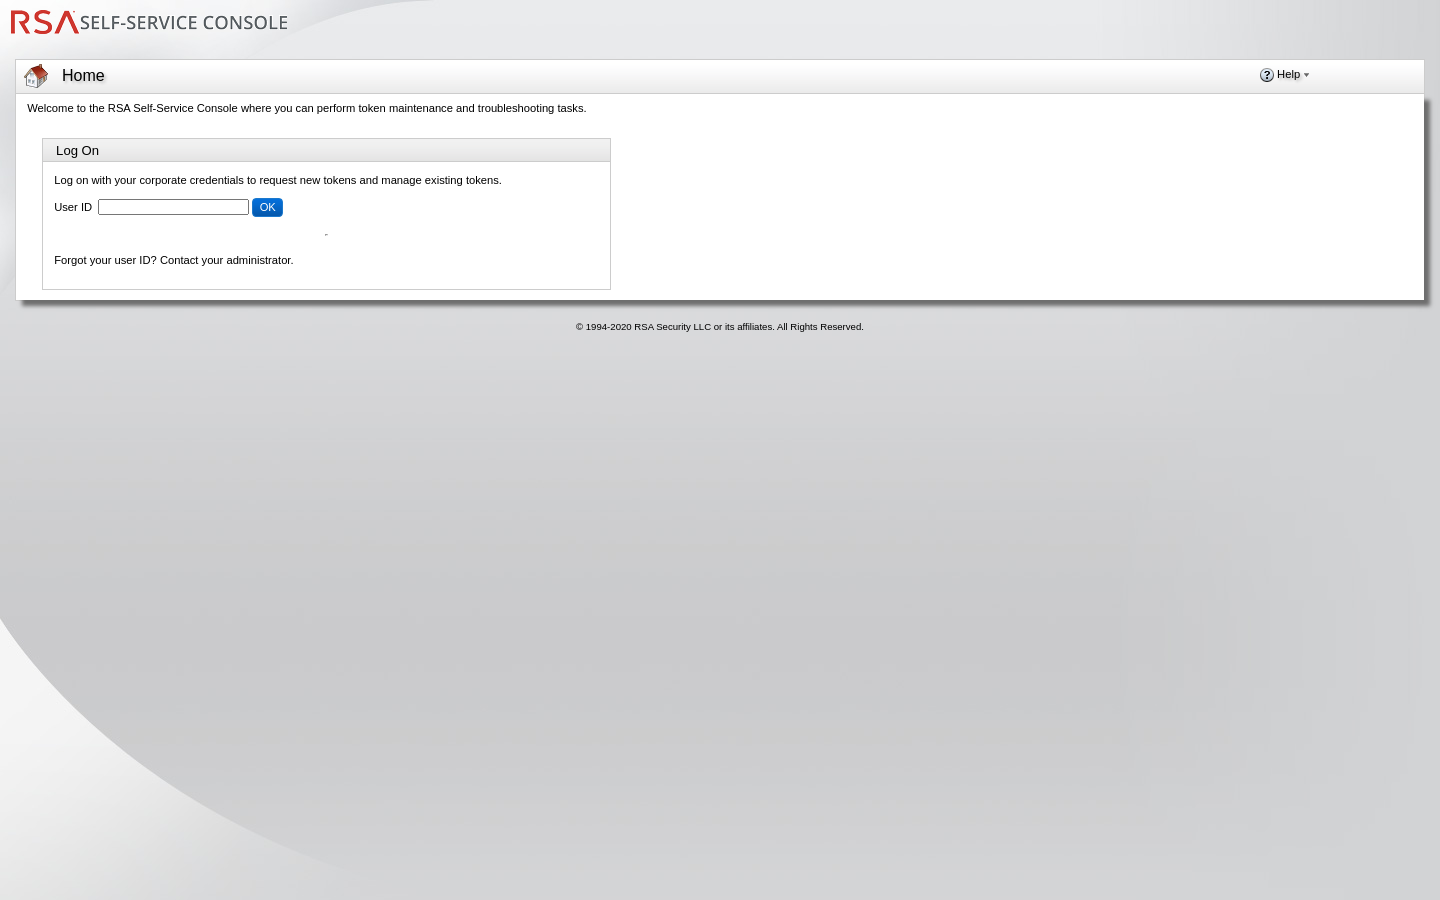 RSA SELF-SERVICE CONSOLE
Home
Help
Welcome to the RSA Self-Service Console where you can perform token maintenance and troubleshooting tasks.
Log On
Log on with your corporate credentials to request new tokens and manage existing tokens.
User ID OK
Forgot your user ID? Contact your administrator.
© 1994-2020 RSA Security LLC or its affiliates. All Rights Reserved.